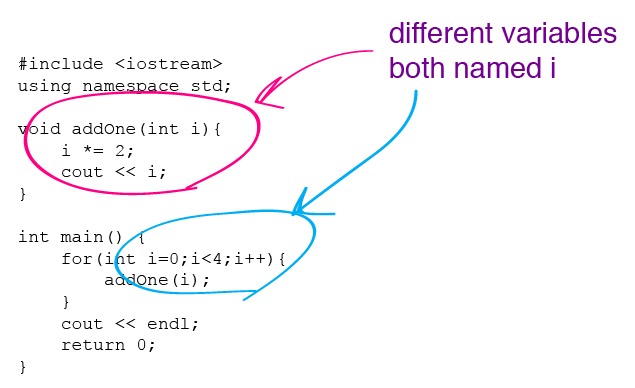 different variables
both named i
#include <iostream>
using namespace std;
void addOne(int i){
i *= 2;
cout << i;
}
int main() {
for(int i=0;i<4;i++){
addOne(i);
}
cout << endl;
return 0;
}